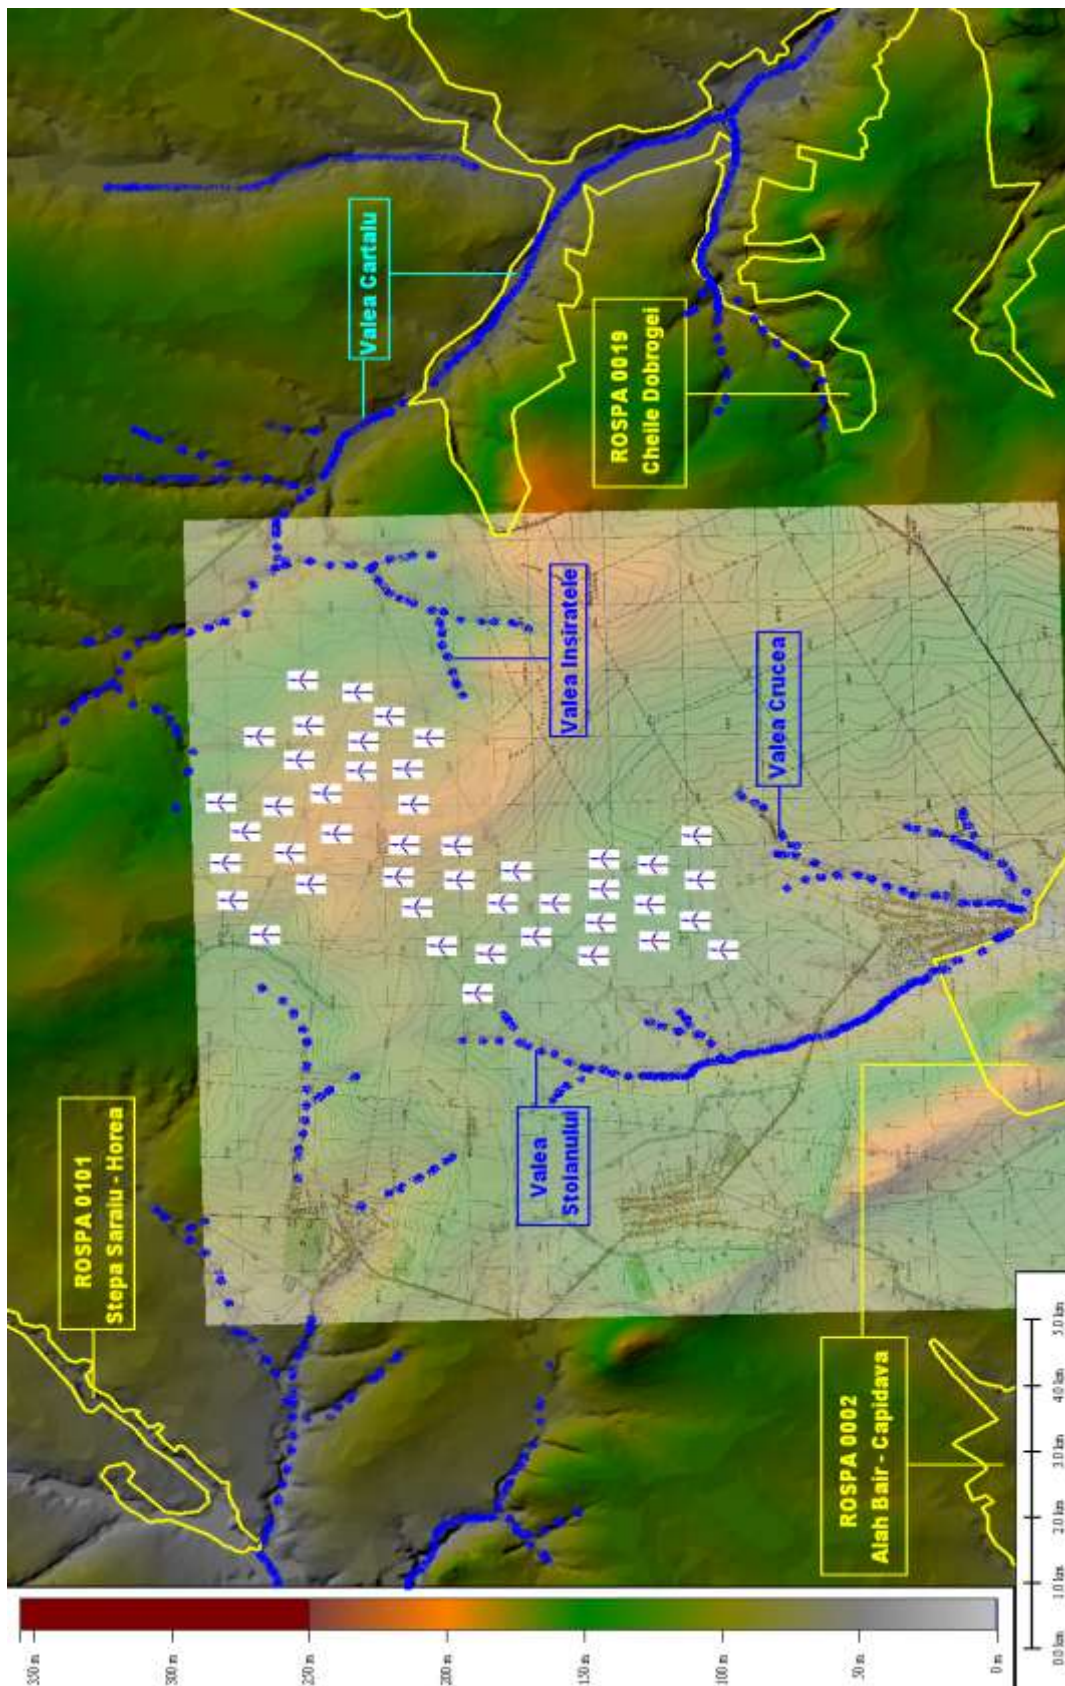 ROSPA 0101
Stepa Saraiu - Horea
Valea Cartalu
ROSPA 0019
Cheile Dobrogei
Valea Insiratele
Valea Crucea
Valea
Stoianului
ROSPA 0002
Alah Bair - Capidava
350 m
300 m
250 m
200 m
150 m
100 m
50 m
0 m
0.0 km
1.0 km
2.0 km
3.0 km
4.0 km
5.0 km